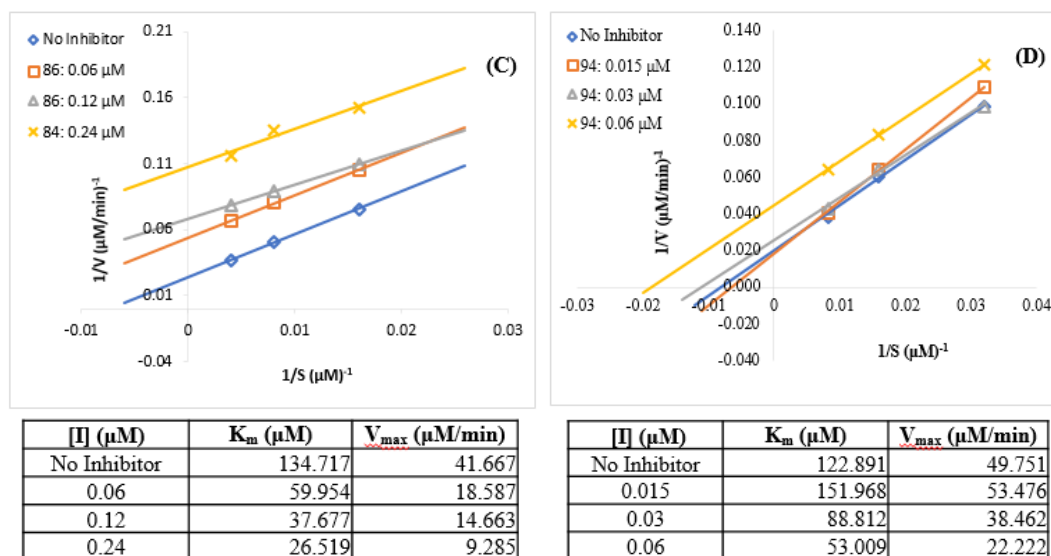 No Inhibitor
86: 0.06 µM
86: 0.12 µM
84: 0.24 µM
(C)
0.21
0.16
0.11
0.06
0.01
-0.04
-0.01
0
0.01
0.02
0.03
1/V (µM/min)-1
1/S (µM)-1
No Inhibitor
94: 0.015 µM
94: 0.03 µM
94: 0.06 µM
(D)
0.120
0.100
0.080
0.060
0.040
0.020
0.000
-0.020
-0.040
-0.03
-0.02
-0.01
0
0.01
0.02
0.03
0.04
1/V (µM/min)-1
1/S (µM)-1
[I] (µM) Km (µM) Vmax (µM/min)
No Inhibitor 134.717 41.667
0.06 59.954 18.587
0.12 37.677 14.663
0.24 26.519 9.285
[I] (µM) Km (µM) Vmax (µM/min)
No Inhibitor 122.891 49.751
0.015 151.968 53.476
0.03 88.812 38.462
0.06 53.009 22.222